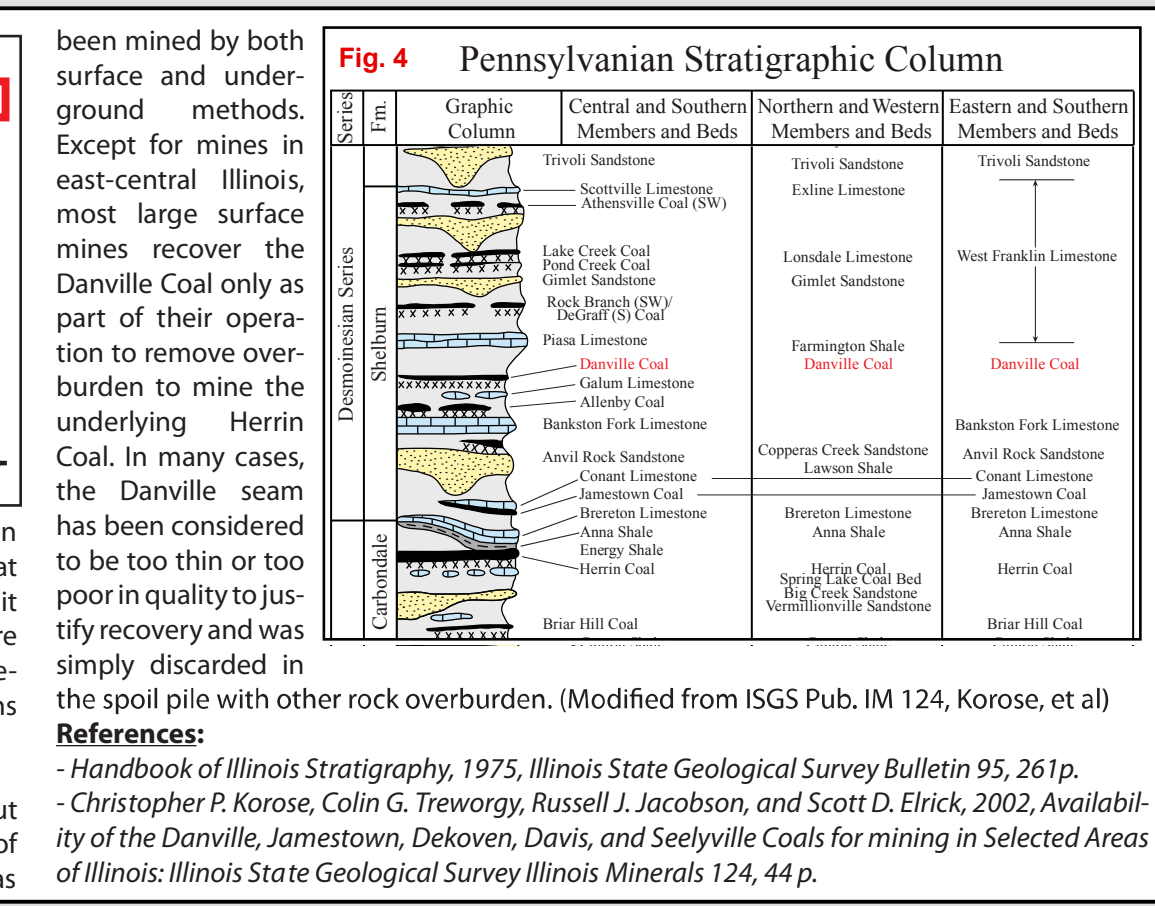 been mined by both
surface and under-
ground methods.
Except for mines in
east-central Illinois,
most large surface
mines recover the
Danville Coal only as
part of their opera-
tion to remove over-
burden to mine the
underlying Herrin
Coal. In many cases,
the Danville seam
has been considered
to be too thin or too
poor in quality to jus-
tify recovery and was
simply discarded in
the spoil pile with other rock overburden. (Modified from ISGS Pub. IM 124, Korose, et al)
References:
- Handbook of Illinois Stratigraphy, 1975, Illinois State Geological Survey Bulletin 95, 261p.
- Christopher P. Korose, Colin G. Treworgy, Russell J. Jacobson, and Scott D. Elrick, 2002, Availabil-
ity of the Danville, Jamestown, Dekoven, Davis, and Seelyville Coals for mining in Selected Areas
of Illinois: Illinois State Geological Survey Illinois Minerals 124, 44 p.
Fig. 4 Pennsylvanian Stratigraphic Column
Series
Fm.
Graphic
Column
Central and Southern
Members and Beds
Northern and Western
Members and Beds
Eastern and Southern
Members and Beds
Desmoinesian Series
Shelburn
Carbondale
Trivoli Sandstone
Scottville Limestone
Athensville Coal (SW)
Lake Creek Coal
Pond Creek Coal
Gimlet Sandstone
Rock Branch (SW)/
DeGraff (S) Coal
Piasa Limestone
Danville Coal
Galum Limestone
Allenby Coal
Bankston Fork Limestone
Anvil Rock Sandstone
Conant Limestone
Jamestown Coal
Brereton Limestone
Anna Shale
Energy Shale
Herrin Coal
Briar Hill Coal
Trivoli Sandstone
Exline Limestone
Lonsdale Limestone
Gimlet Sandstone
Farmington Shale
Danville Coal
Copperas Creek Sandstone
Lawson Shale
Brereton Limestone
Anna Shale
Herrin Coal
Spring Lake Coal Bed
Big Creek Sandstone
Vermillionville Sandstone
Trivoli Sandstone
West Franklin Limestone
Danville Coal
Bankston Fork Limestone
Anvil Rock Sandstone
Conant Limestone
Jamestown Coal
Brereton Limestone
Anna Shale
Herrin Coal
Briar Hill Coal